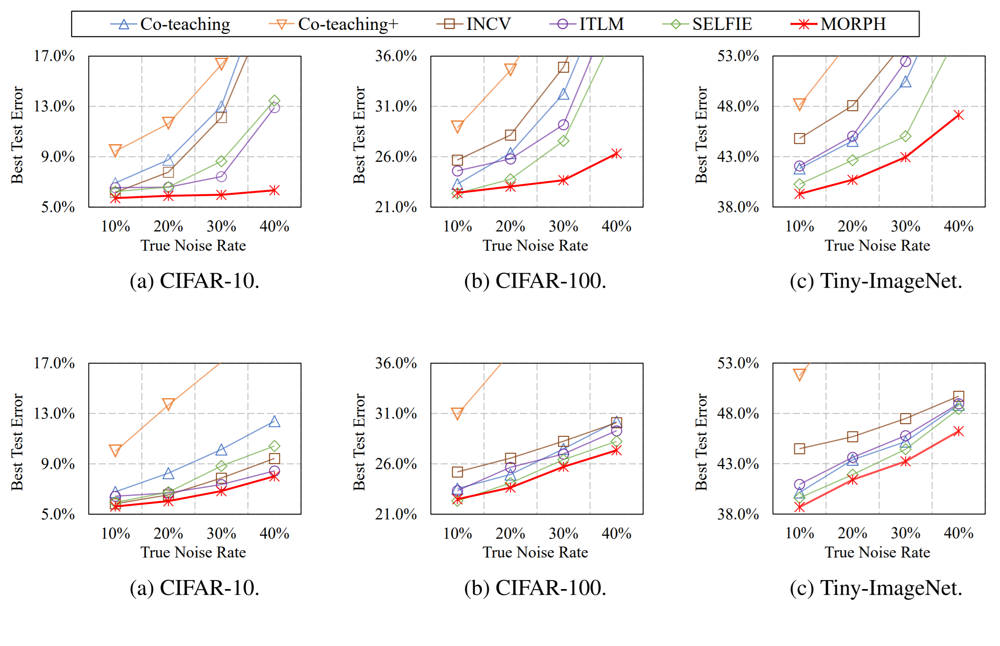 Co-teaching Co-teaching+ INCV ITLM SELFIE MORPH
17.0%
13.0%
9.0%
5.0%
Best Test Error
10% 20% 30% 40%
True Noise Rate
(a) CIFAR-10.
36.0%
31.0%
26.0%
21.0%
Best Test Error
10% 20% 30% 40%
True Noise Rate
(b) CIFAR-100.
53.0%
48.0%
43.0%
38.0%
Best Test Error
10% 20% 30% 40%
True Noise Rate
(c) Tiny-ImageNet.
17.0%
13.0%
9.0%
5.0%
Best Test Error
10% 20% 30% 40%
True Noise Rate
(a) CIFAR-10.
36.0%
31.0%
26.0%
21.0%
Best Test Error
10% 20% 30% 40%
True Noise Rate
(b) CIFAR-100.
53.0%
48.0%
43.0%
38.0%
Best Test Error
10% 20% 30% 40%
True Noise Rate
(c) Tiny-ImageNet.